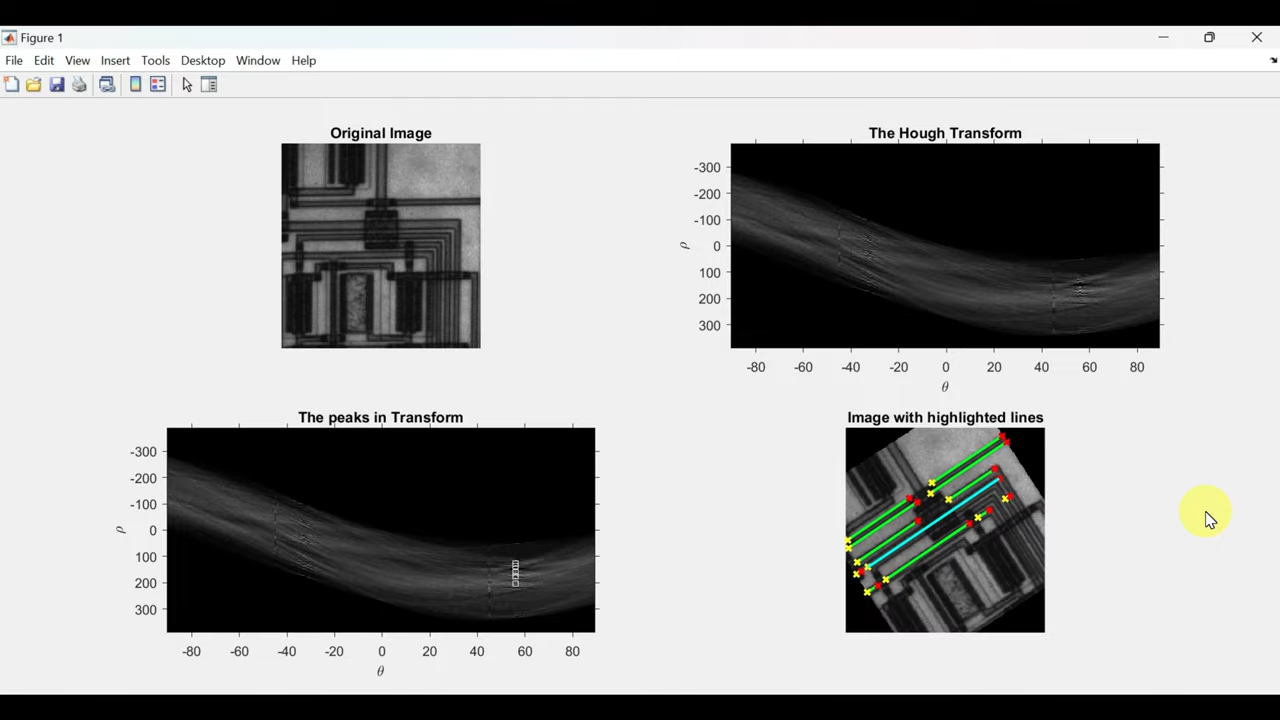 Figure 1
File Edit View Insert Tools Desktop Window Help
Original Image
The Hough Transform
-300
-200
-100
0
100
200
300
ρ
-80 -60 -40 -20 0 20 40 60 80
θ
The peaks in Transform
-300
-200
-100
0
100
200
300
ρ
-80 -60 -40 -20 0 20 40 60 80
θ
Image with highlighted lines